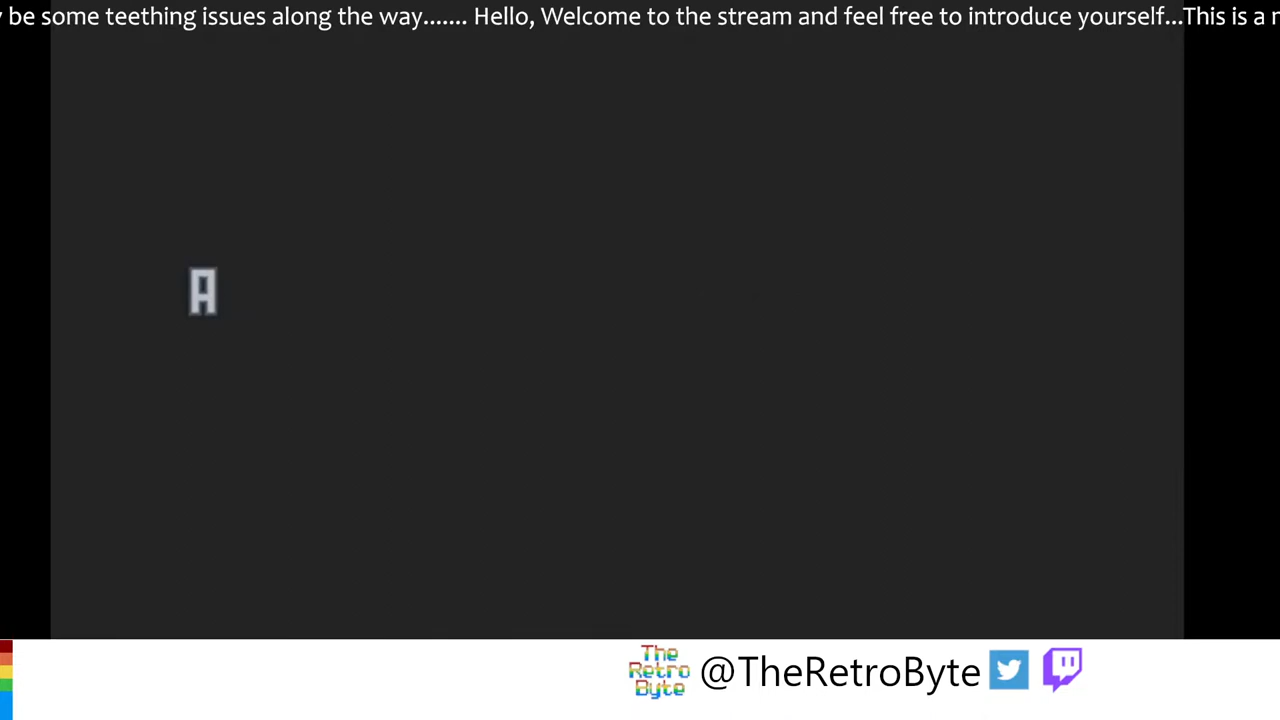 be some teething issues along the way....... Hello, Welcome to the stream and feel free to introduce yourself...This is a
A
The
Retro
Byte
@TheRetroByte